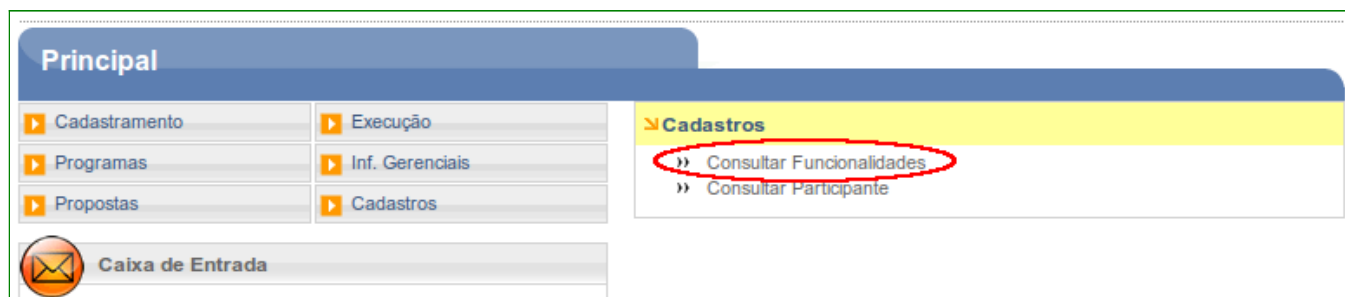 Principal
Cadastramento
Execução
Programas
Inf. Gerenciais
Propostas
Cadastros
Cadastros
Consultar Funcionalidades
Consultar Participante
Caixa de Entrada